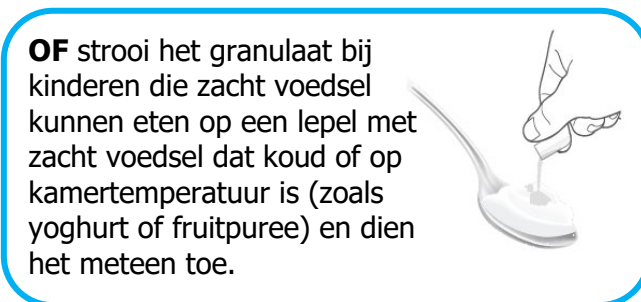 OF strooi het granulaat bij
kinderen die zacht voedsel
kunnen eten op een lepel met
zacht voedsel dat koud of op
kamertemperatuur is (zoals
yoghurt of fruitpuree) en dien
het meteen toe.